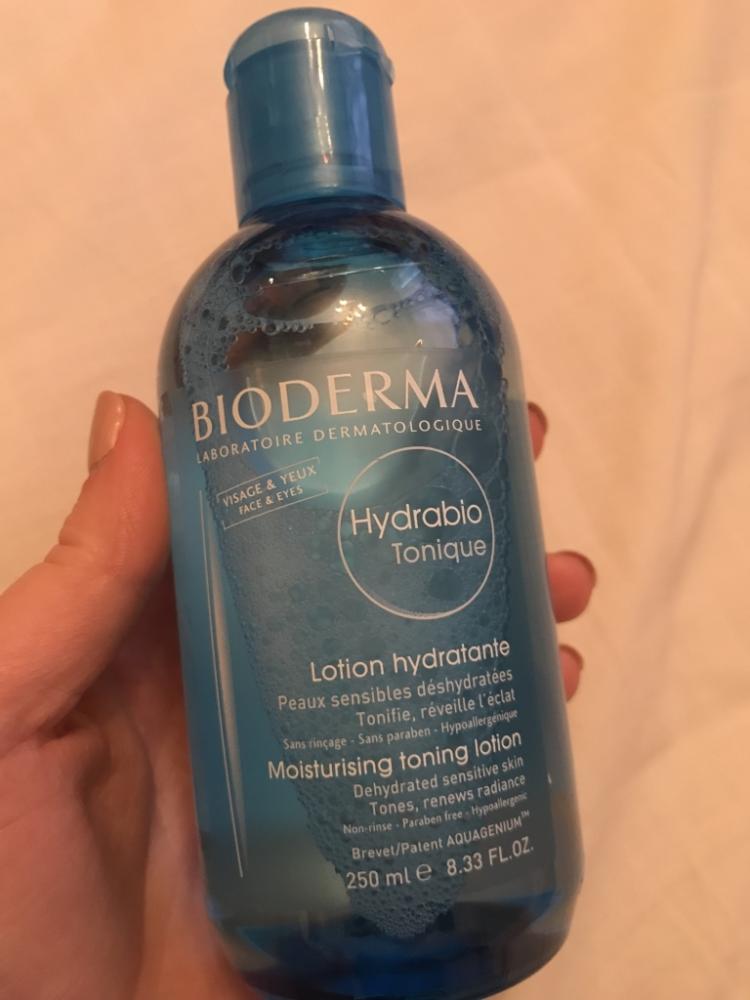 BIODERMA
LABORATOIRE DERMATOLOGIQUE
VISAGE & YEUX
FACE & EYES
Hydrabio
Tonique
Lotion hydratante
Peaux sensibles déshydratées
Tonifie, réveille l'éclat
Sans rinçage - Sans paraben - Hypoallergénique
Moisturising toning lotion
Dehydrated sensitive skin
Tones, renews radiance
Non-rinse - Paraben free - Hypoallergenic
Brevet/Patent AQUAGENIUM™
250 ml e 8.33 FL.OZ.